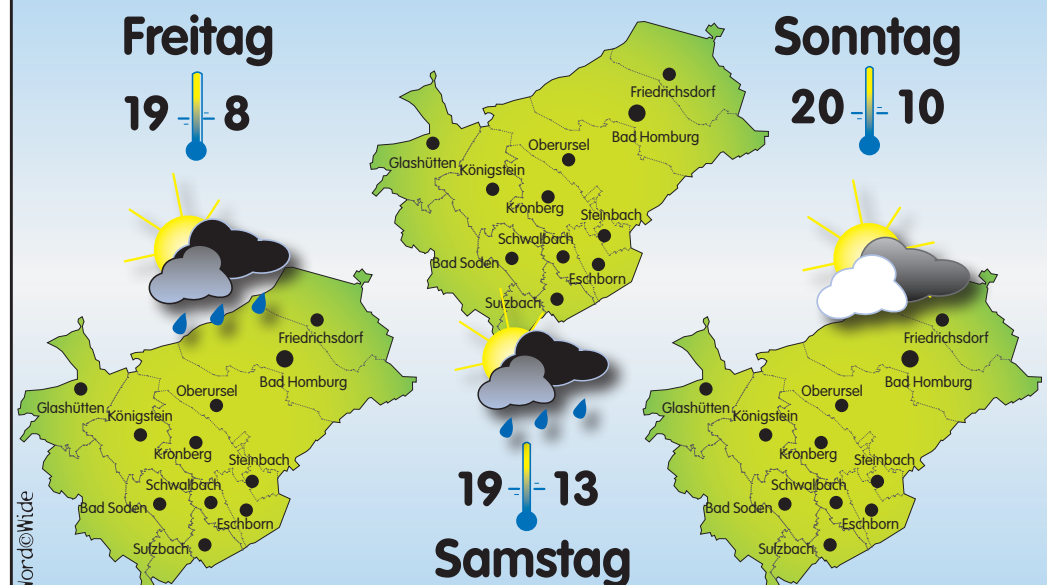 Freitag
19 8
Friedrichsdorf
Bad Homburg
Oberursel
Glashütten
Königstein
Kronberg
Steinbach
Schwalbach
Bad Soden
Eschborn
Sulzbach
Friedrichsdorf
Bad Homburg
Oberursel
Glashütten
Königstein
Kronberg
Steinbach
Schwalbach
Bad Soden
Eschborn
Sulzbach
19 13
Samstag
Sonntag
20 10
Friedrichsdorf
Bad Homburg
Oberursel
Glashütten
Königstein
Kronberg
Steinbach
Schwalbach
Bad Soden
Eschborn
Sulzbach
Word©Wide